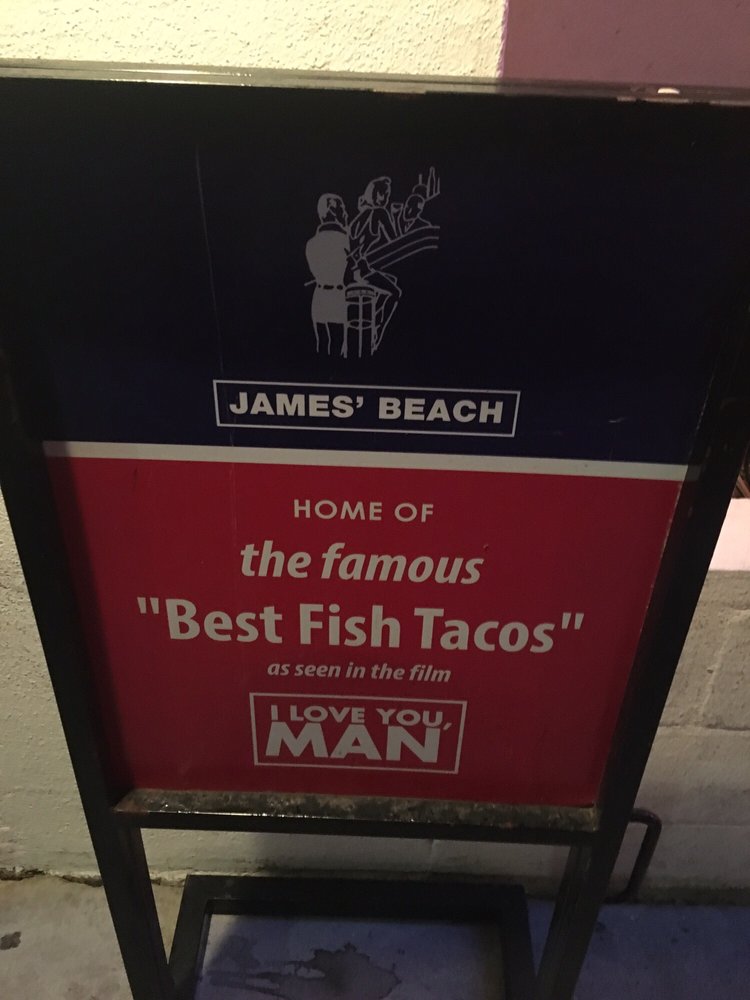 JAMES' BEACH
HOME OF
the famous
"Best Fish Tacos"
as seen in the film
I LOVE YOU,
MAN